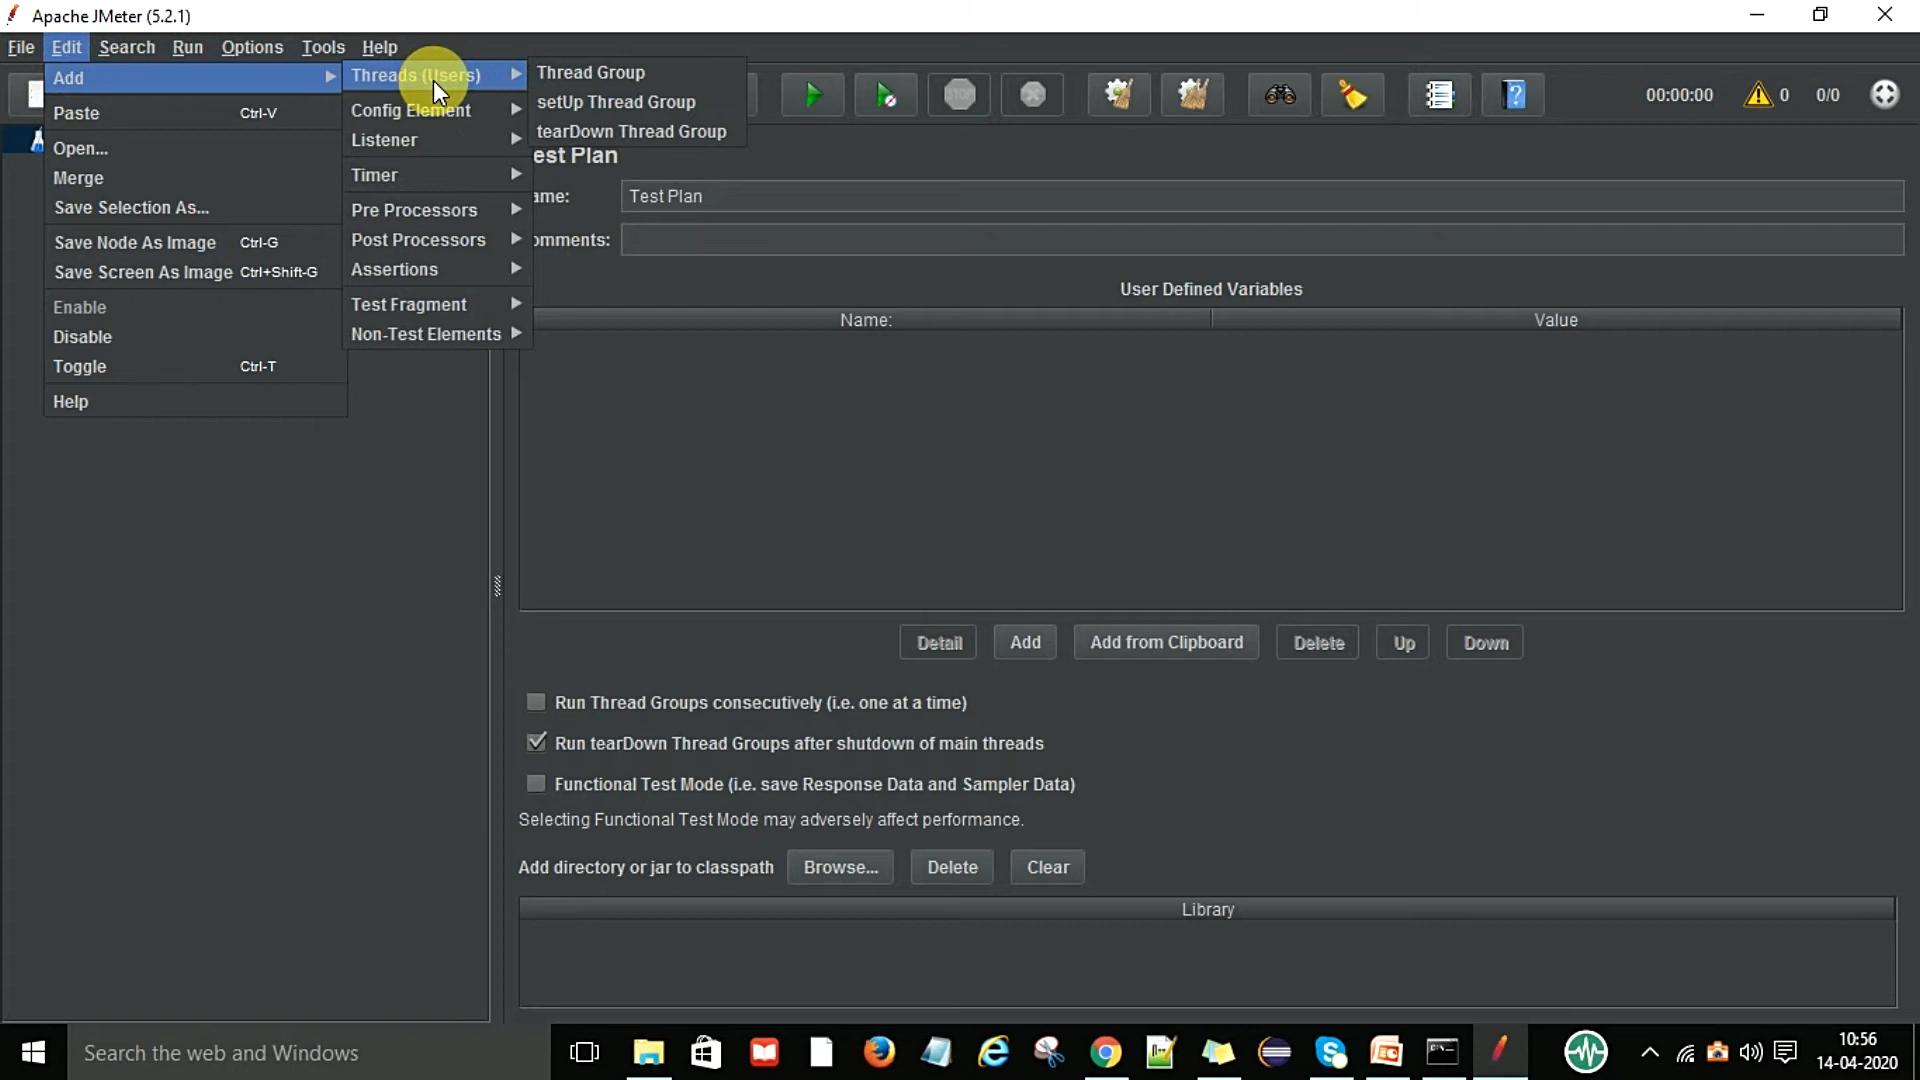 Apache JMeter (5.2.1)
File Edit Search Run Options Tools Help
Add
Paste Ctrl-V
Open...
Merge
Save Selection As...
Save Node As Image Ctrl-G
Save Screen As Image Ctrl+Shift-G
Enable
Disable
Toggle Ctrl-T
Help
Threads (Users)
Config Element
Listener
Timer
Pre Processors
Post Processors
Assertions
Test Fragment
Non-Test Elements
Thread Group
setUp Thread Group
tearDown Thread Group
STOP
00:00:00 0 0/0
est Plan
ame: Test Plan
omments:
User Defined Variables
Name: Value
Detail Add Add from Clipboard Delete Up Down
Run Thread Groups consecutively (i.e. one at a time)
Run tearDown Thread Groups after shutdown of main threads
Functional Test Mode (i.e. save Response Data and Sampler Data)
Selecting Functional Test Mode may adversely affect performance.
Add directory or jar to classpath Browse... Delete Clear
Library
Search the web and Windows
10:56
14-04-2020